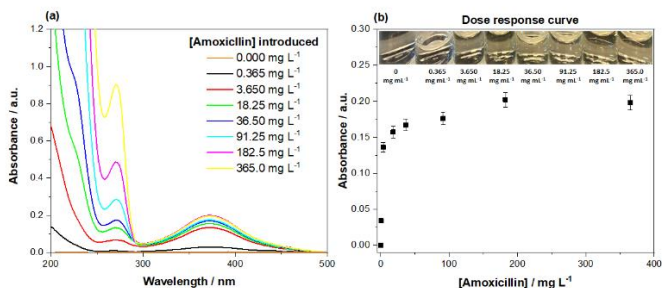 (a)
[Amoxicllin] introduced
0.000 mg L⁻¹
0.365 mg L⁻¹
3.650 mg L⁻¹
18.25 mg L⁻¹
36.50 mg L⁻¹
91.25 mg L⁻¹
182.5 mg L⁻¹
365.0 mg L⁻¹
Absorbance / a.u.
1.2
1.0
0.8
0.6
0.4
0.2
0.0
200
300
400
500
Wavelength / nm
(b)
Dose response curve
0 0.365 3.650 18.25 36.50 91.25 182.5 365.0
mg mL⁻¹ mg mL⁻¹ mg mL⁻¹ mg mL⁻¹ mg mL⁻¹ mg mL⁻¹ mg mL⁻¹ mg mL⁻¹
Absorbance / a.u.
0.30
0.25
0.20
0.15
0.10
0.05
0.00
0
100
200
300
400
[Amoxicillin] / mg L⁻¹